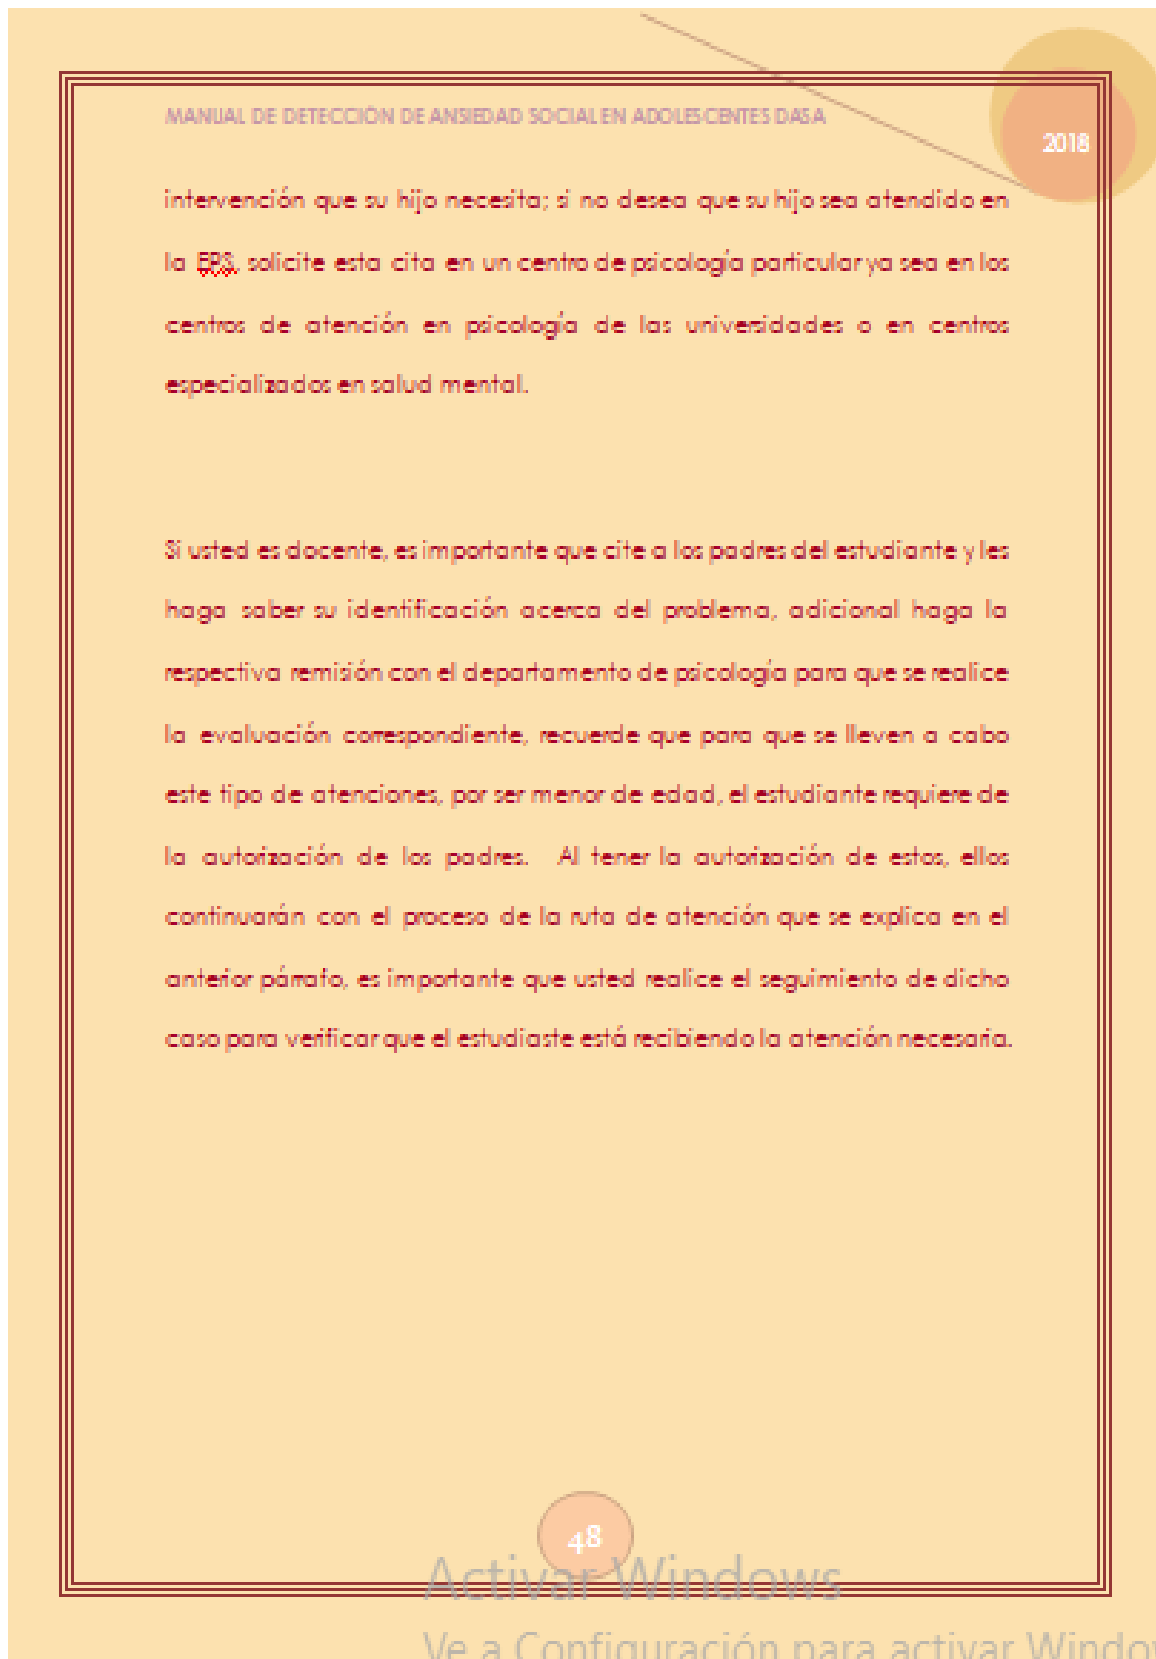 MANUAL DE DETECCIÓN DE ANSIEDAD SOCIAL EN ADOLESCENTES DASA
2018
intervención que su hijo necesita; si no desea que su hijo sea atendido en
la EPS, solicite esta cita en un centro de psicología particular ya sea en los
centros de atención en psicología de las universidades o en centros
especializados en salud mental.
Si usted es docente, es importante que cite a los padres del estudiante y les
haga saber su identificación acerca del problema, adicional haga la
respectiva remisión con el departamento de psicología para que se realice
la evaluación correspondiente, recuerde que para que se lleven a cabo
este tipo de atenciones, por ser menor de edad, el estudiante requiere de
la autorización de los padres. Al tener la autorización de estos, ellos
continuarán con el proceso de la ruta de atención que se explica en el
anterior párrafo, es importante que usted realice el seguimiento de dicho
caso para verificar que el estudiaste está recibiendo la atención necesaria.
48
Activar Windows
Ve a Configuración para activar Windo